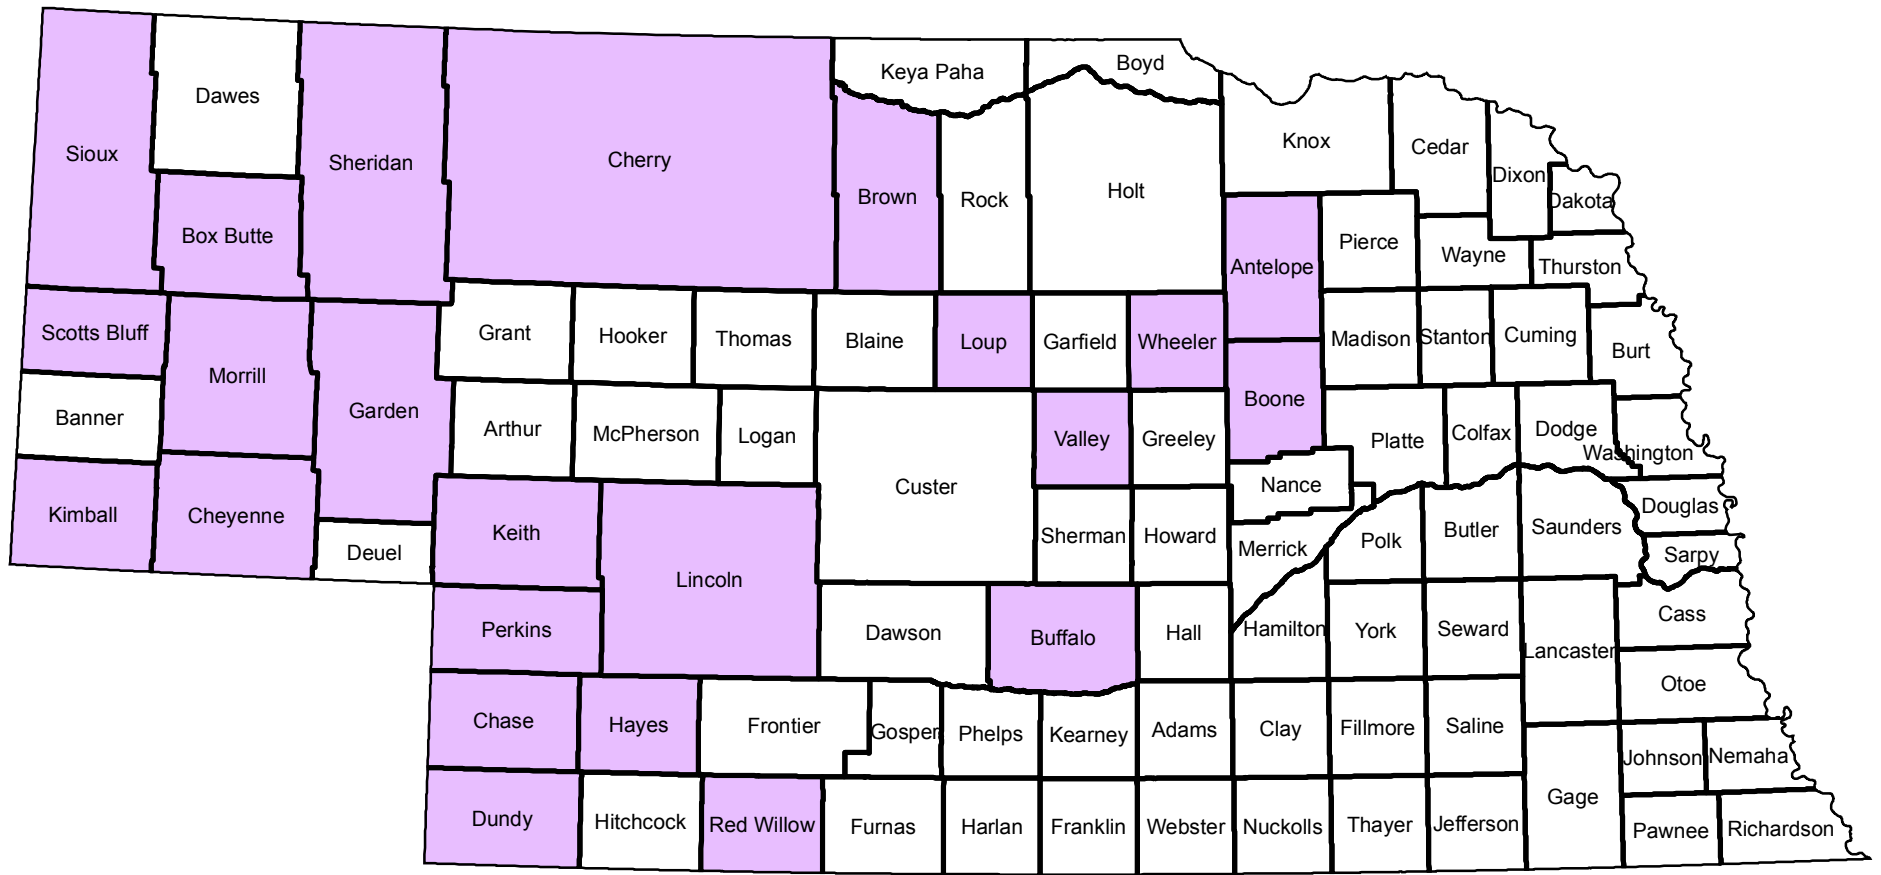 Keya Paha
Boyd
Dawes
Sioux
Sheridan
Cherry
Knox
Cedar
Dixon
Dakota
Brown
Rock
Holt
Box Butte
Antelope
Pierce
Wayne
Thurston
Scotts Bluff
Morrill
Garden
Grant
Hooker
Thomas
Blaine
Loup
Garfield
Wheeler
Madison
Stanton
Cuming
Burt
Banner
Arthur
McPherson
Logan
Custer
Valley
Greeley
Boone
Platte
Colfax
Dodge
Washington
Kimball
Cheyenne
Deuel
Keith
Lincoln
Sherman
Howard
Nance
Merrick
Polk
Butler
Saunders
Douglas
Sarpy
Perkins
Dawson
Buffalo
Hall
Hamilton
York
Seward
Lancaster
Cass
Otoe
Chase
Hayes
Frontier
Gosper
Phelps
Kearney
Adams
Clay
Fillmore
Saline
Johnson
Nemaha
Dundy
Hitchcock
Red Willow
Furnas
Harlan
Franklin
Webster
Nuckolls
Thayer
Jefferson
Gage
Pawnee
Richardson